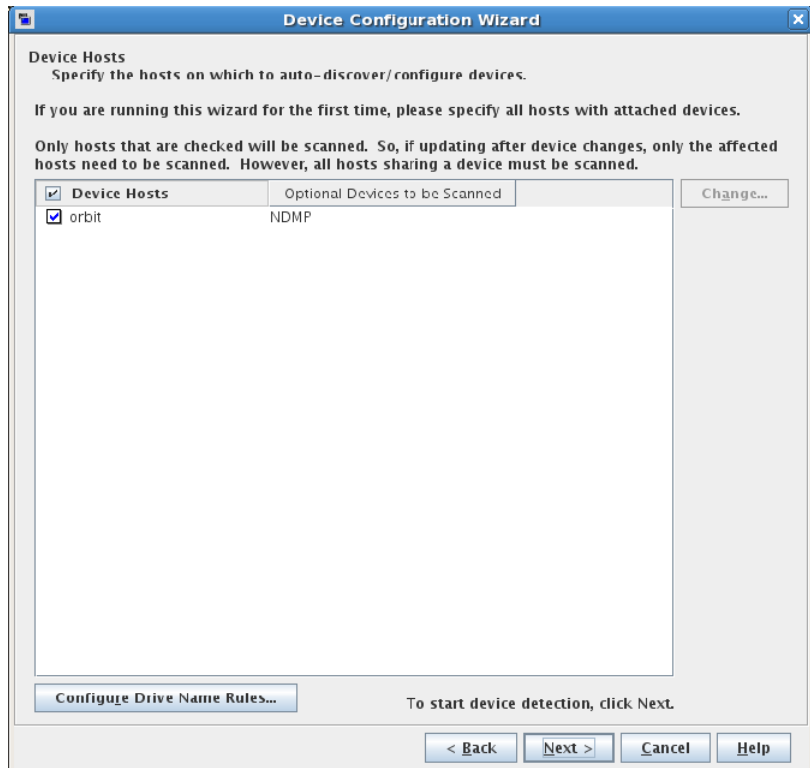 Device Configuration Wizard
Device Hosts
Specify the hosts on which to auto-discover/configure devices.
If you are running this wizard for the first time, please specify all hosts with attached devices.
Only hosts that are checked will be scanned. So, if updating after device changes, only the affected
hosts need to be scanned. However, all hosts sharing a device must be scanned.
Device Hosts Optional Devices to be Scanned Change...
orbit NDMP
Configure Drive Name Rules... To start device detection, click Next.
< Back Next > Cancel Help